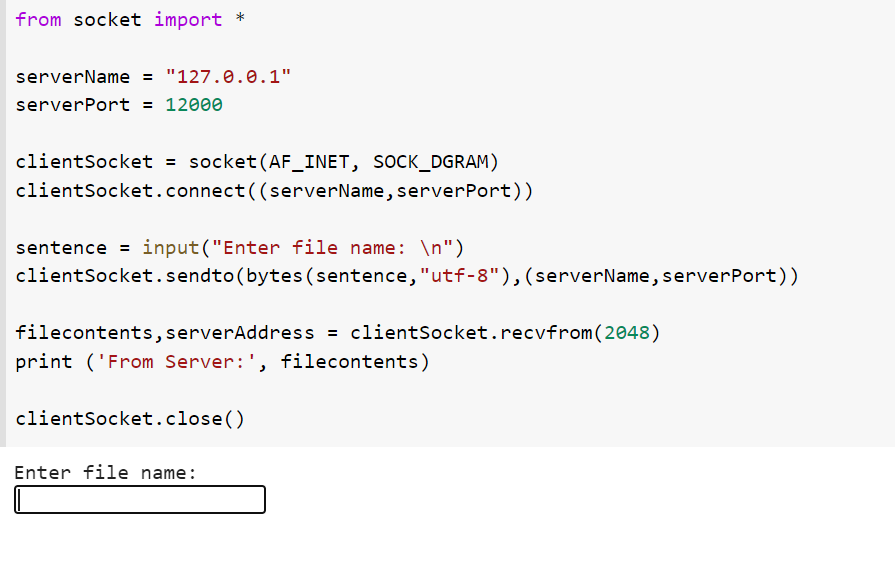 from socket import *
serverName = "127.0.0.1"
serverPort = 12000
clientSocket = socket(AF_INET, SOCK_DGRAM)
clientSocket.connect((serverName,serverPort))
sentence = input("Enter file name: \n")
clientSocket.sendto(bytes(sentence,"utf-8"),(serverName,serverPort))
filecontents,serverAddress = clientSocket.recvfrom(2048)
print ('From Server:', filecontents)
clientSocket.close()
Enter file name: